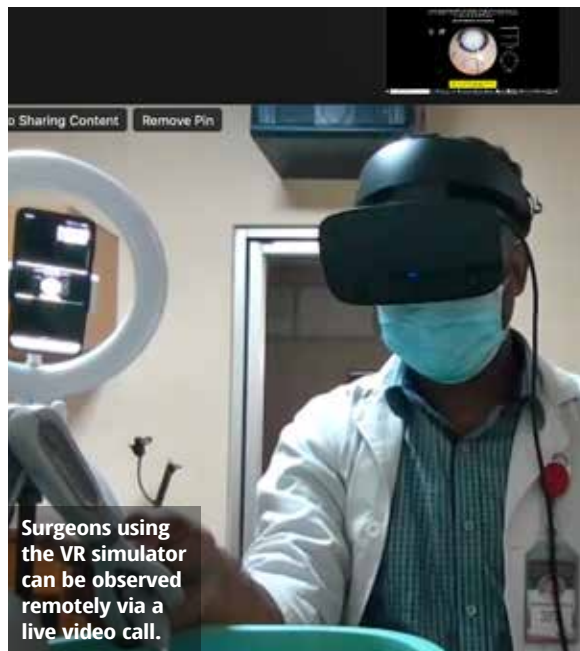 o Sharing Content
Remove Pin
Surgeons using
the VR simulator
can be observed
remotely via a
live video call.